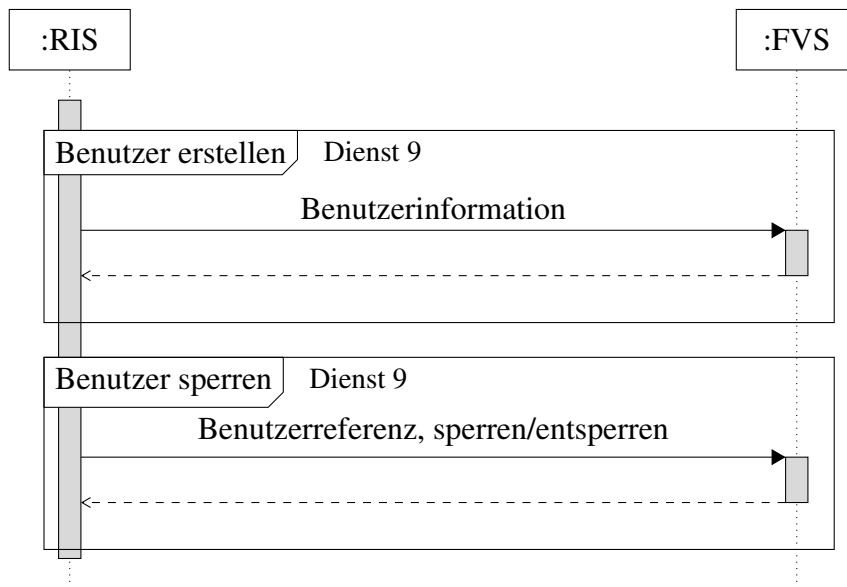 :RIS
:FVS
Benutzer erstellen
Dienst 9
Benutzerinformation
Benutzer sperren
Dienst 9
Benutzerreferenz, sperren/entsperren